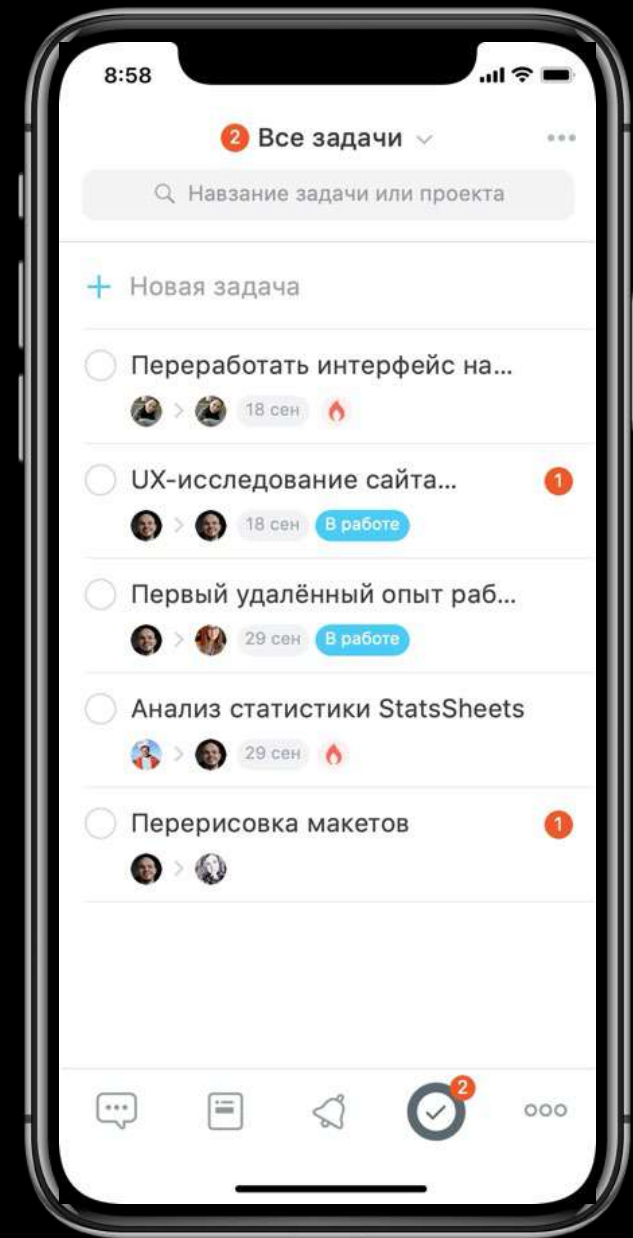 8:58
2 Все задачи
Навзание задачи или проекта
Новая задача
Переработать интерфейс на...
18 сен
UX-исследование сайта...
1
18 сен В работе
Первый удалённый опыт раб...
29 сен В работе
Анализ статистики StatsSheets
29 сен
Перерисовка макетов
1
2